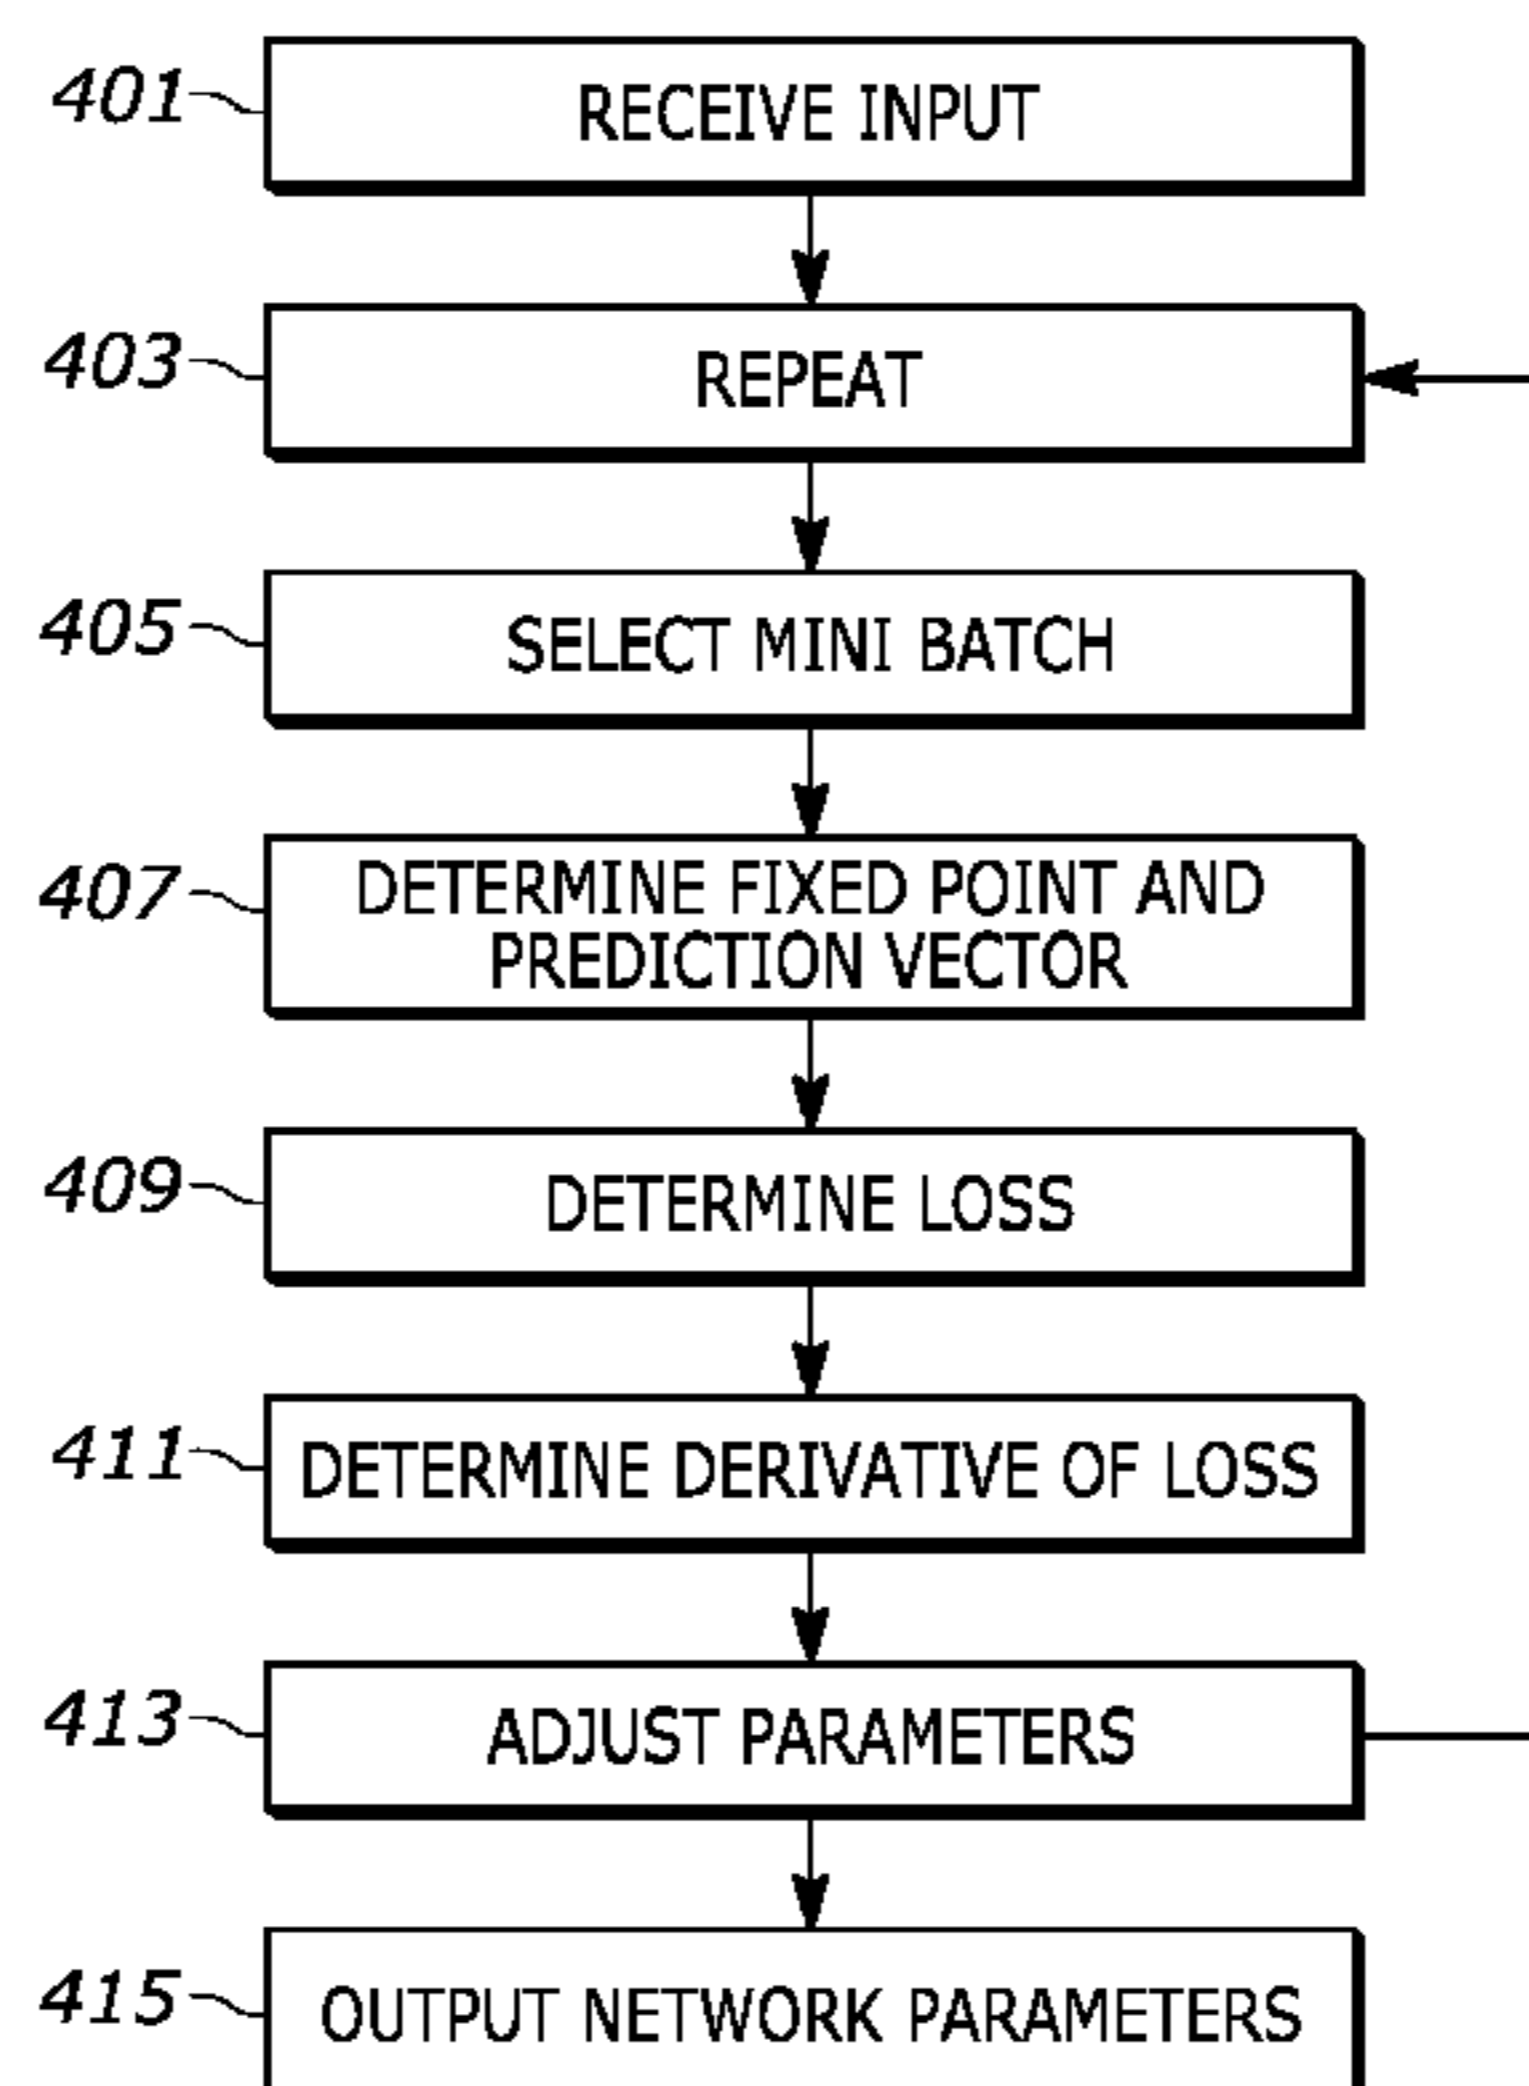 401
RECEIVE INPUT
403
REPEAT
405
SELECT MINI BATCH
407
DETERMINE FIXED POINT AND
PREDICTION VECTOR
409
DETERMINE LOSS
411
DETERMINE DERIVATIVE OF LOSS
413
ADJUST PARAMETERS
415
OUTPUT NETWORK PARAMETERS